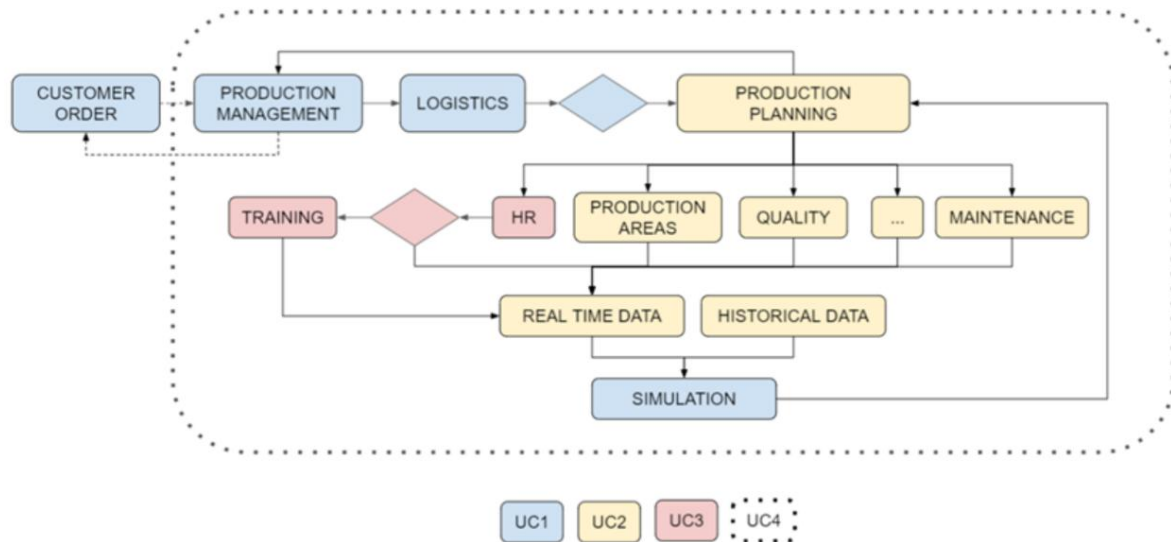 CUSTOMER
ORDER
PRODUCTION
MANAGEMENT
LOGISTICS
PRODUCTION
PLANNING
TRAINING
HR
PRODUCTION
AREAS
QUALITY
...
MAINTENANCE
REAL TIME DATA
HISTORICAL DATA
SIMULATION
UC1
UC2
UC3
UC4